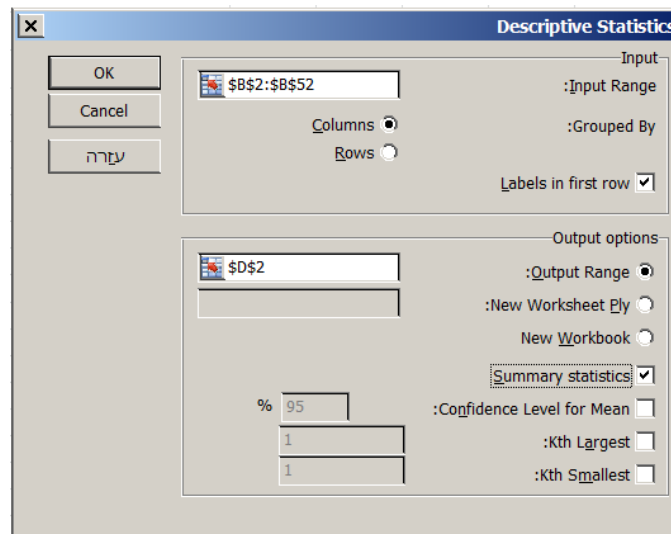 Descriptive Statistics
Input
:Input Range
$B$2:$B$52
OK
:Grouped By
Columns
Cancel
Rows
עזרה
Labels in first row
Output options
:Output Range
$D$2
:New Worksheet Ply
New Workbook
Summary statistics
:Confidence Level for Mean
95 %
:Kth Largest
1
:Kth Smallest
1